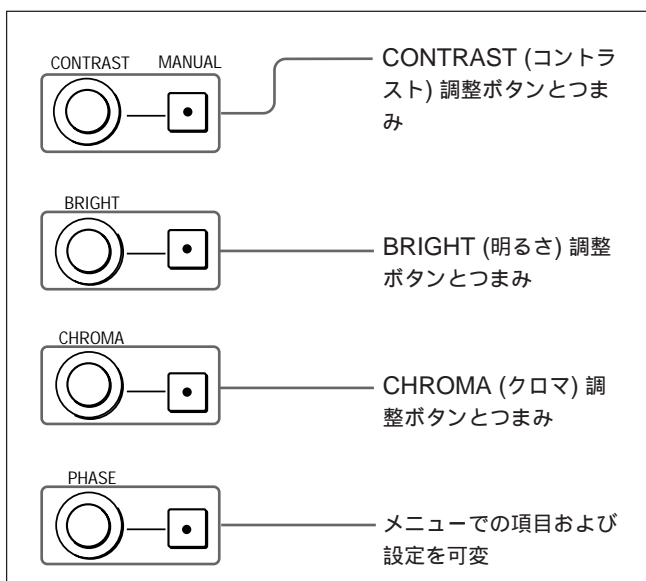 CONTRAST MANUAL
CONTRAST (コントラ
スト) 調整ボタンとつま
み
BRIGHT
BRIGHT (明るさ) 調整
ボタンとつまみ
CHROMA
CHROMA (クロマ) 調
整ボタンとつまみ
PHASE
メニューでの項目および
設定を可変